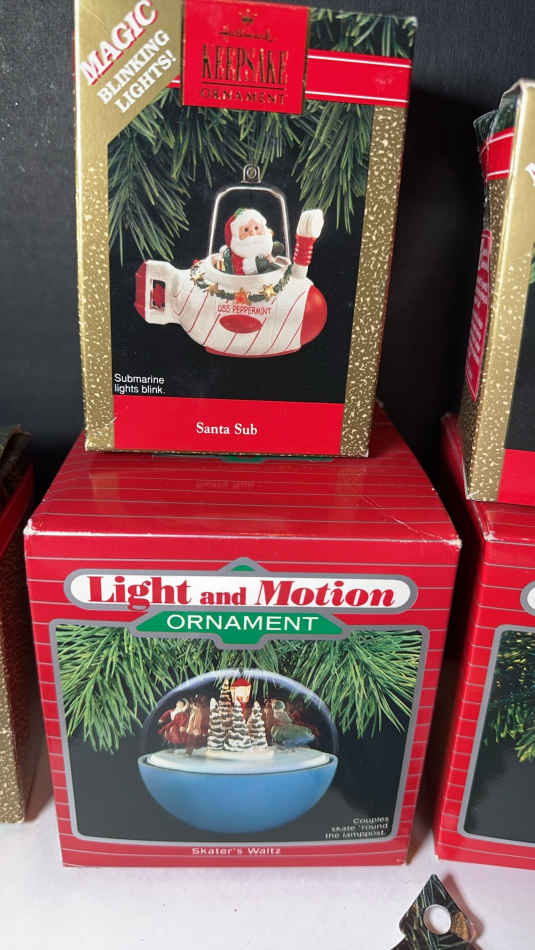 MAGIC
BLINKING
LIGHTS!
Hallmark
KEEPSAKE
ORNAMENT
USS PEPPERMINT
Submarine
lights blink.
Santa Sub
Light and Motion
ORNAMENT
Couples
skate 'round
the lamppost.
Skater's Waltz